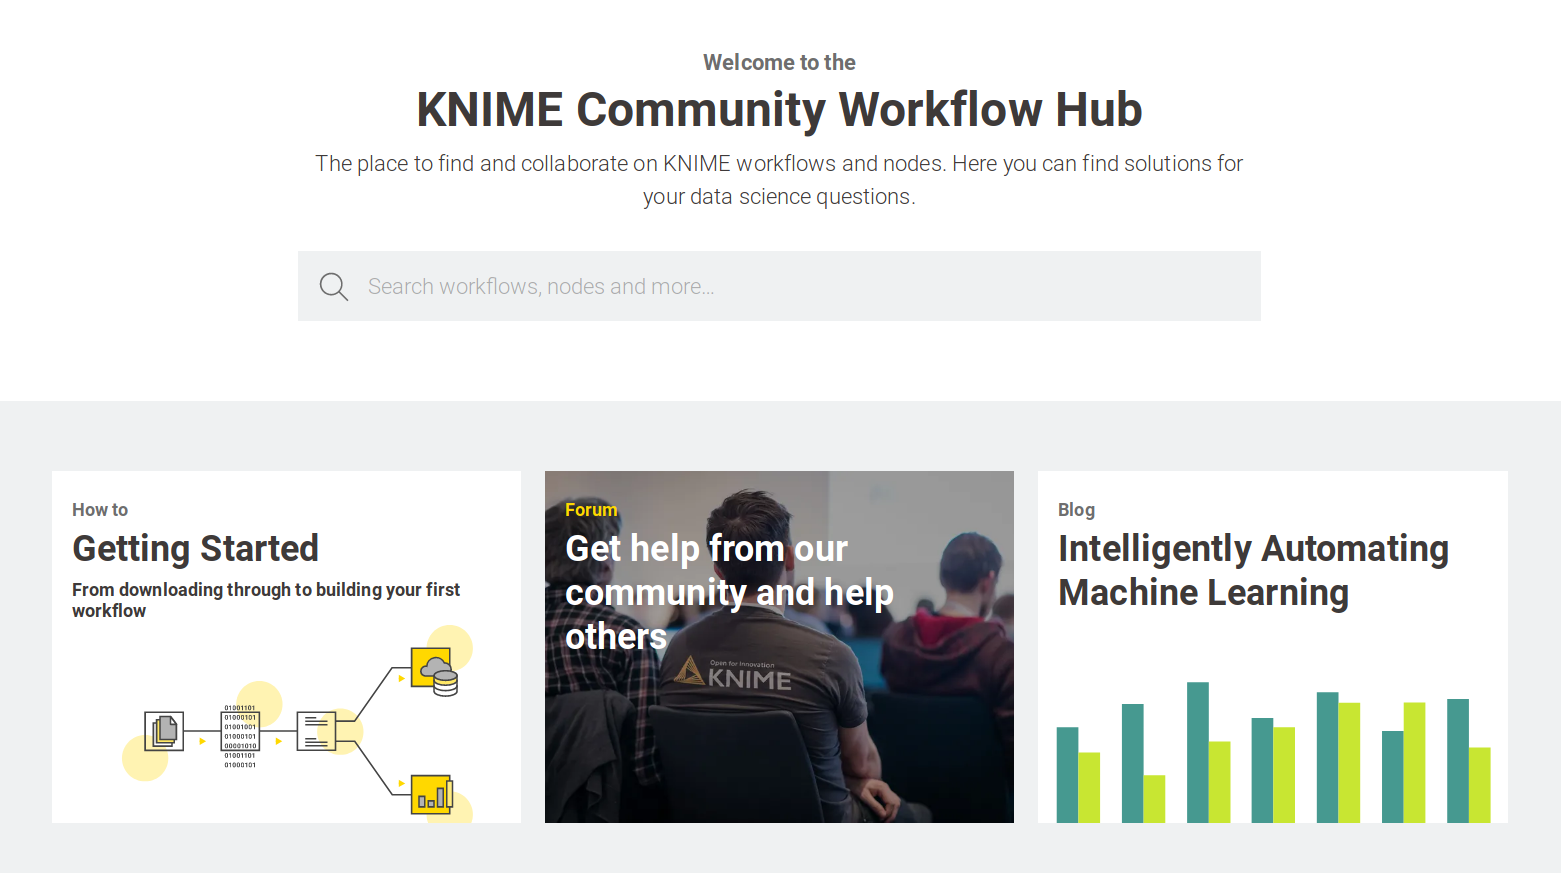 Welcome to the
KNIME Community Workflow Hub
The place to find and collaborate on KNIME workflows and nodes. Here you can find solutions for
your data science questions.
Search workflows, nodes and more...
How to
Getting Started
From downloading through to building your first
workflow
01001101
01000101
01001001
01000101
00001010
01001101
01000101
Forum
Get help from our
community and help
others
Open for Innovation
KNIME
Blog
Intelligently Automating
Machine Learning